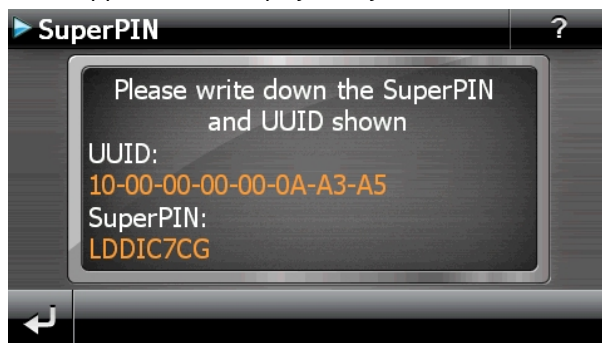 SuperPIN
?
Please write down the SuperPIN
and UUID shown
UUID:
10-00-00-00-00-0A-A3-A5
SuperPIN:
LDDIC7CG